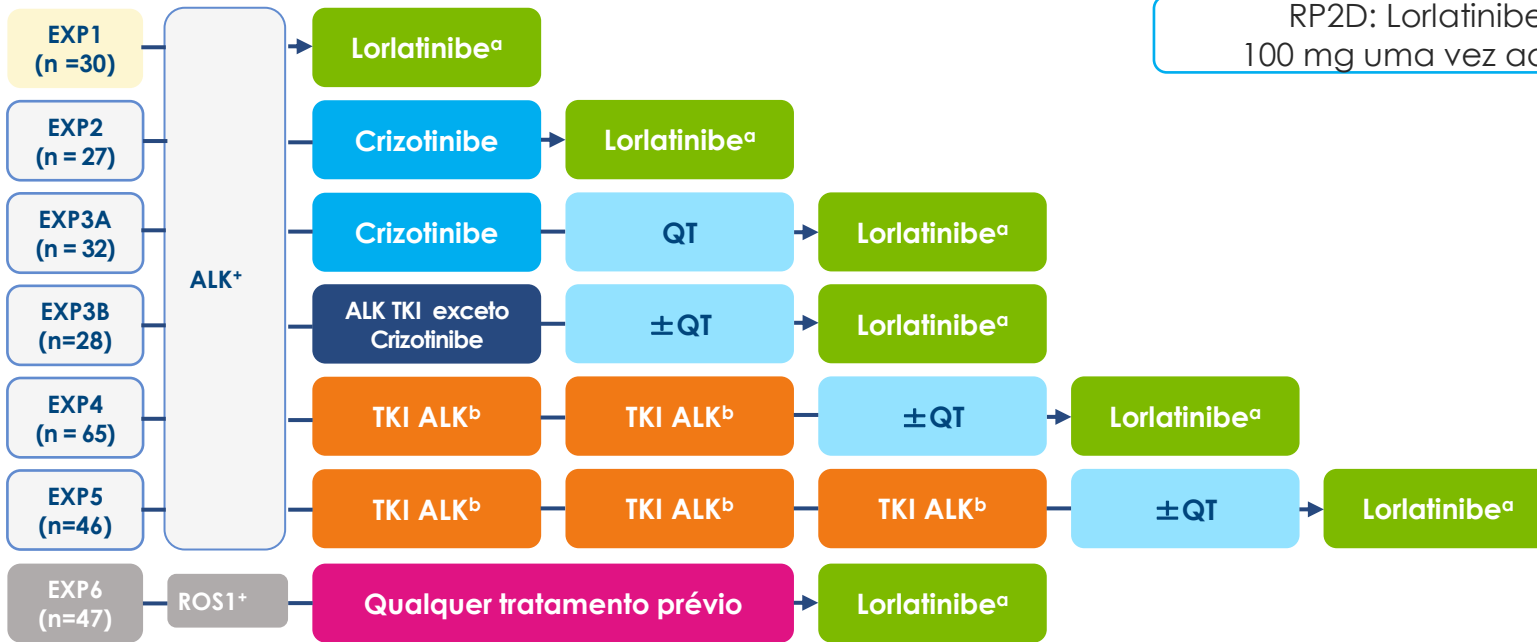 RP2D: Lorlatinibe
100 mg uma vez ao
EXP1
(n =30)
Lorlatinibeᵃ
EXP2
(n = 27)
Crizotinibe
Lorlatinibeᵃ
EXP3A
(n = 32)
Crizotinibe
QT
Lorlatinibeᵃ
ALK⁺
EXP3B
(n=28)
ALK TKI exceto
Crizotinibe
±QT
Lorlatinibeᵃ
EXP4
(n = 65)
TKI ALKᵇ
TKI ALKᵇ
±QT
Lorlatinibeᵃ
EXP5
(n=46)
TKI ALKᵇ
TKI ALKᵇ
TKI ALKᵇ
±QT
Lorlatinibeᵃ
EXP6
(n=47)
ROS1⁺
Qualquer tratamento prévio
Lorlatinibeᵃ